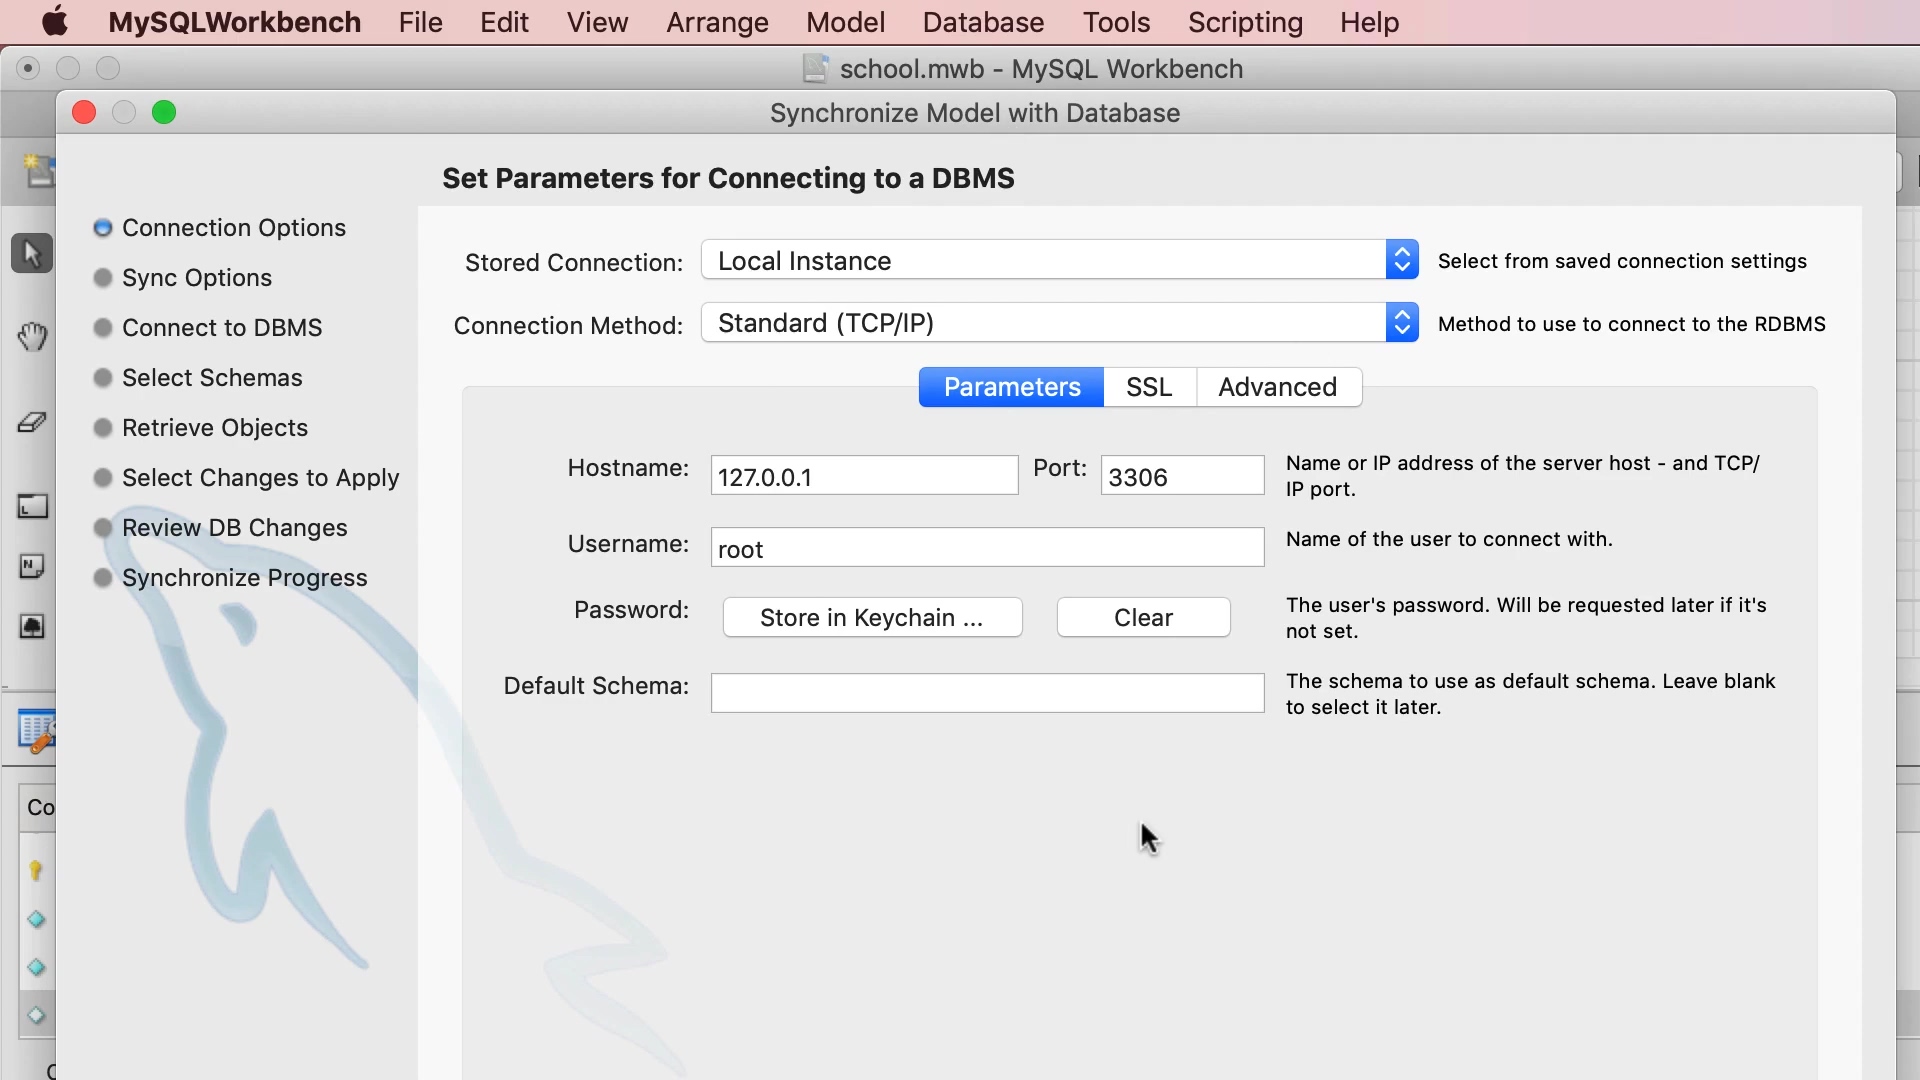 MySQLWorkbench File Edit View Arrange Model Database Tools Scripting Help
school.mwb - MySQL Workbench
Synchronize Model with Database
Set Parameters for Connecting to a DBMS
Connection Options
Sync Options
Connect to DBMS
Select Schemas
Retrieve Objects
Select Changes to Apply
Review DB Changes
Synchronize Progress
Stored Connection: Local Instance Select from saved connection settings
Connection Method: Standard (TCP/IP) Method to use to connect to the RDBMS
Parameters SSL Advanced
Hostname: 127.0.0.1 Port: 3306 Name or IP address of the server host - and TCP/
IP port.
Username: root Name of the user to connect with.
Password: Store in Keychain ... Clear The user's password. Will be requested later if it's
not set.
Default Schema: The schema to use as default schema. Leave blank
to select it later.
Co